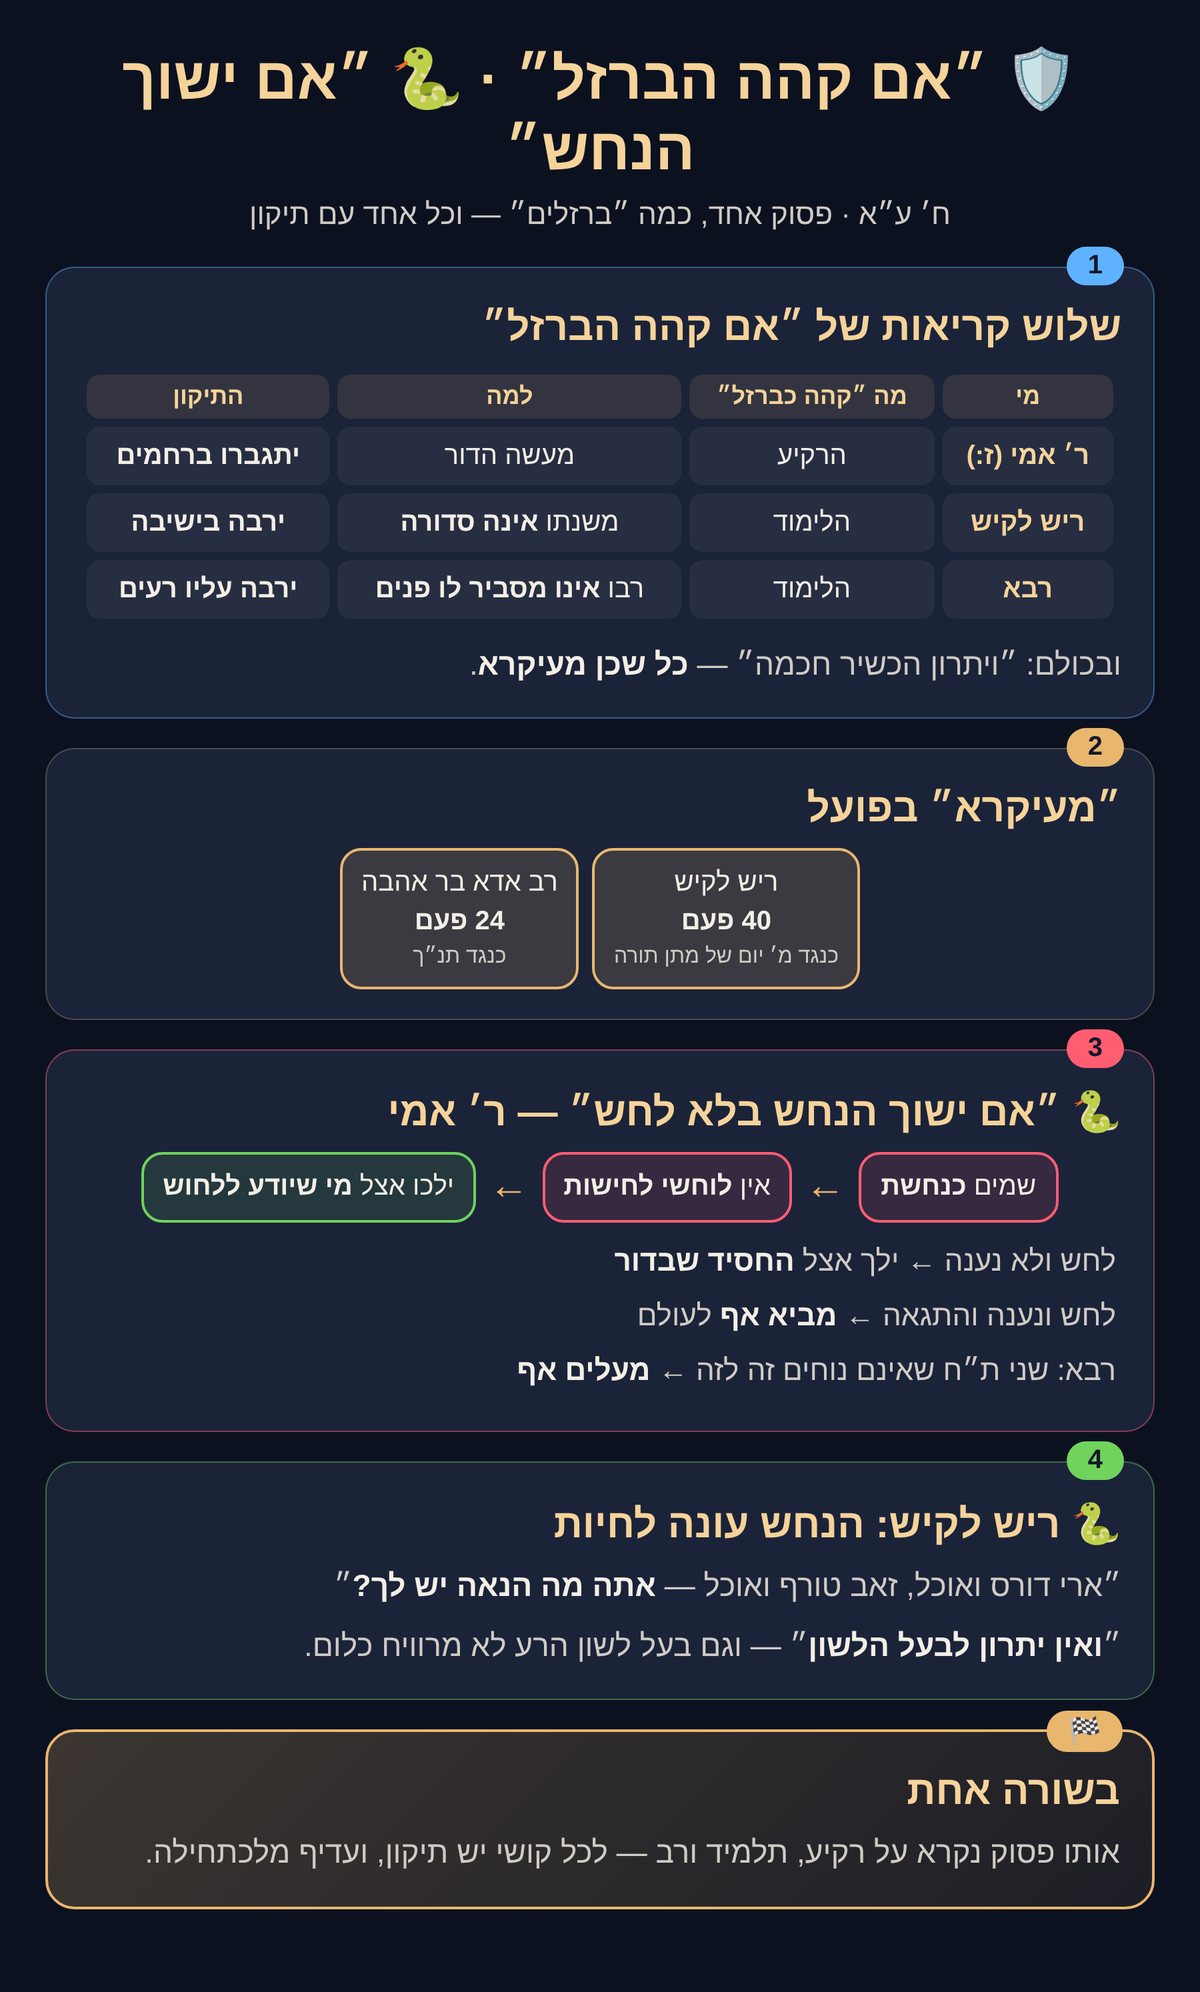 🛡️ ״אם קהה הברזל״ · 🐍 ״אם ישוך
הנחש״
ח׳ ע״א · פסוק אחד, כמה ״ברזלים״ — וכל אחד עם תיקון
1
שלוש קריאות של ״אם קהה הברזל״
מי מה ״קהה כברזל״ למה התיקון
ר׳ אמי (ז:) הרקיע מעשה הדור יתגברו ברחמים
ריש לקיש הלימוד משנתו אינה סדורה ירבה בישיבה
רבא הלימוד רבו אינו מסביר לו פנים ירבה עליו רעים
ובכולם: ״ויתרון הכשיר חכמה״ — כל שכן מעיקרא.
2
״מעיקרא״ בפועל
ריש לקיש רב אדא בר אהבה
40 פעם 24 פעם
כנגד מ׳ יום של מתן תורה כנגד תנ״ך
3
🐍 ״אם ישוך הנחש בלא לחש״ — ר׳ אמי
שמים כנחשת ← אין לוחשי לחישות ← ילכו אצל מי שיודע ללחוש
לחש ולא נענה ← ילך אצל החסיד שבדור
לחש ונענה והתגאה ← מביא אף לעולם
רבא: שני ת״ח שאינם נוחים זה לזה ← מעלים אף
4
🐍 ריש לקיש: הנחש עונה לחיות
״ארי דורס ואוכל, זאב טורף ואוכל — אתה מה הנאה יש לך?״
״ואין יתרון לבעל הלשון״ — וגם בעל לשון הרע לא מרוויח כלום.
🏁
בשורה אחת
אותו פסוק נקרא על רקיע, תלמיד ורב — לכל קושי יש תיקון, ועדיף מלכתחילה.